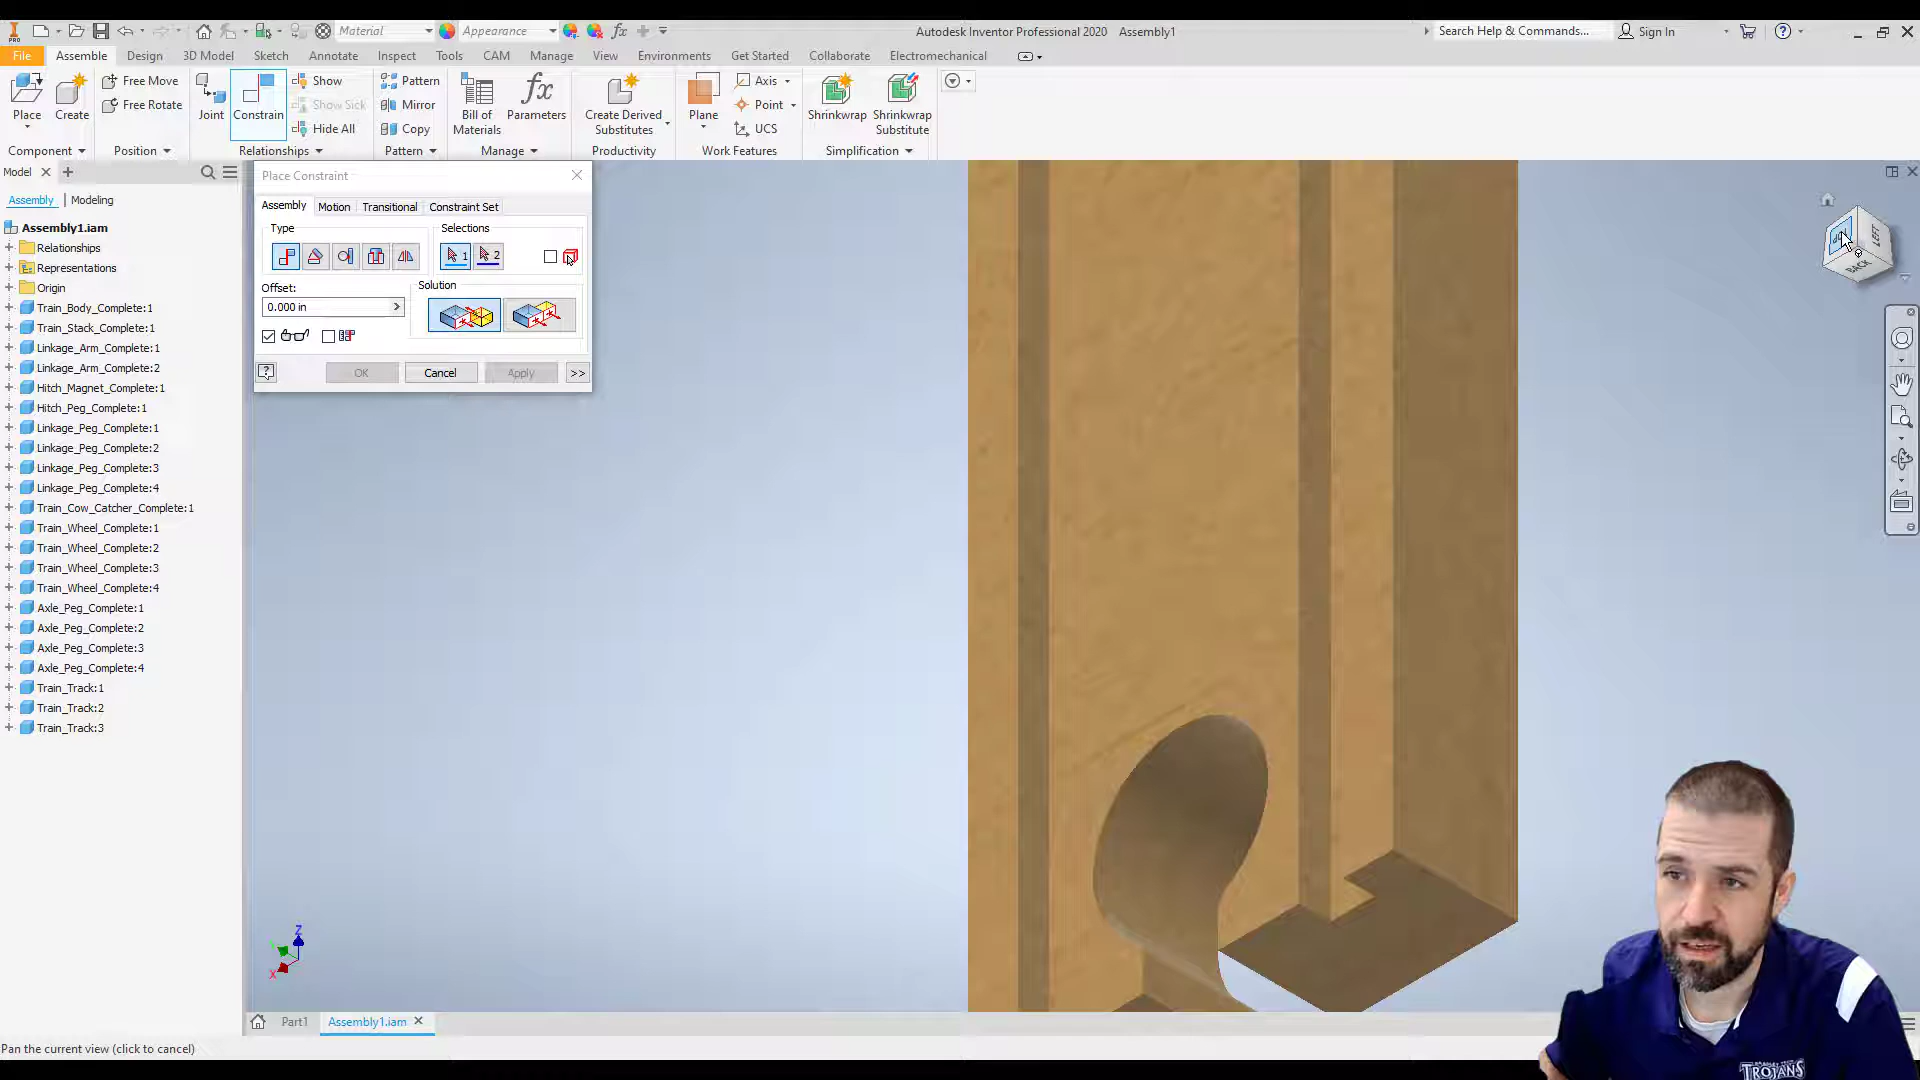 Material
Appearance
Autodesk Inventor Professional 2020 Assembly1
Search Help & Commands...
Sign In
File Assemble Design 3D Model Sketch Annotate Inspect Tools CAM Manage View Environments Get Started Collaborate Electromechanical
Place
Create
Free Move
Free Rotate
Joint
Constrain
Show
Show Sick
Hide All
Pattern
Mirror
Copy
Bill of Materials
Parameters
Create Derived Substitutes
Plane
Axis
Point
UCS
Shrinkwrap
Shrinkwrap Substitute
Component Position Relationships Pattern Manage Productivity Work Features Simplification
Model
Assembly Modeling
Assembly1.iam
Relationships
Representations
Origin
Train_Body_Complete:1
Train_Stack_Complete:1
Linkage_Arm_Complete:1
Linkage_Arm_Complete:2
Hitch_Magnet_Complete:1
Hitch_Peg_Complete:1
Linkage_Peg_Complete:1
Linkage_Peg_Complete:2
Linkage_Peg_Complete:3
Linkage_Peg_Complete:4
Train_Cow_Catcher_Complete:1
Train_Wheel_Complete:1
Train_Wheel_Complete:2
Train_Wheel_Complete:3
Train_Wheel_Complete:4
Axle_Peg_Complete:1
Axle_Peg_Complete:2
Axle_Peg_Complete:3
Axle_Peg_Complete:4
Train_Track:1
Train_Track:2
Train_Track:3
Place Constraint
Assembly Motion Transitional Constraint Set
Type
Selections
1
2
Offset:
0.000 in
Solution
OK Cancel Apply >>
LEFT
BACK
Z
X
Part1 Assembly1.iam
Pan the current view (click to cancel)
TROJANS